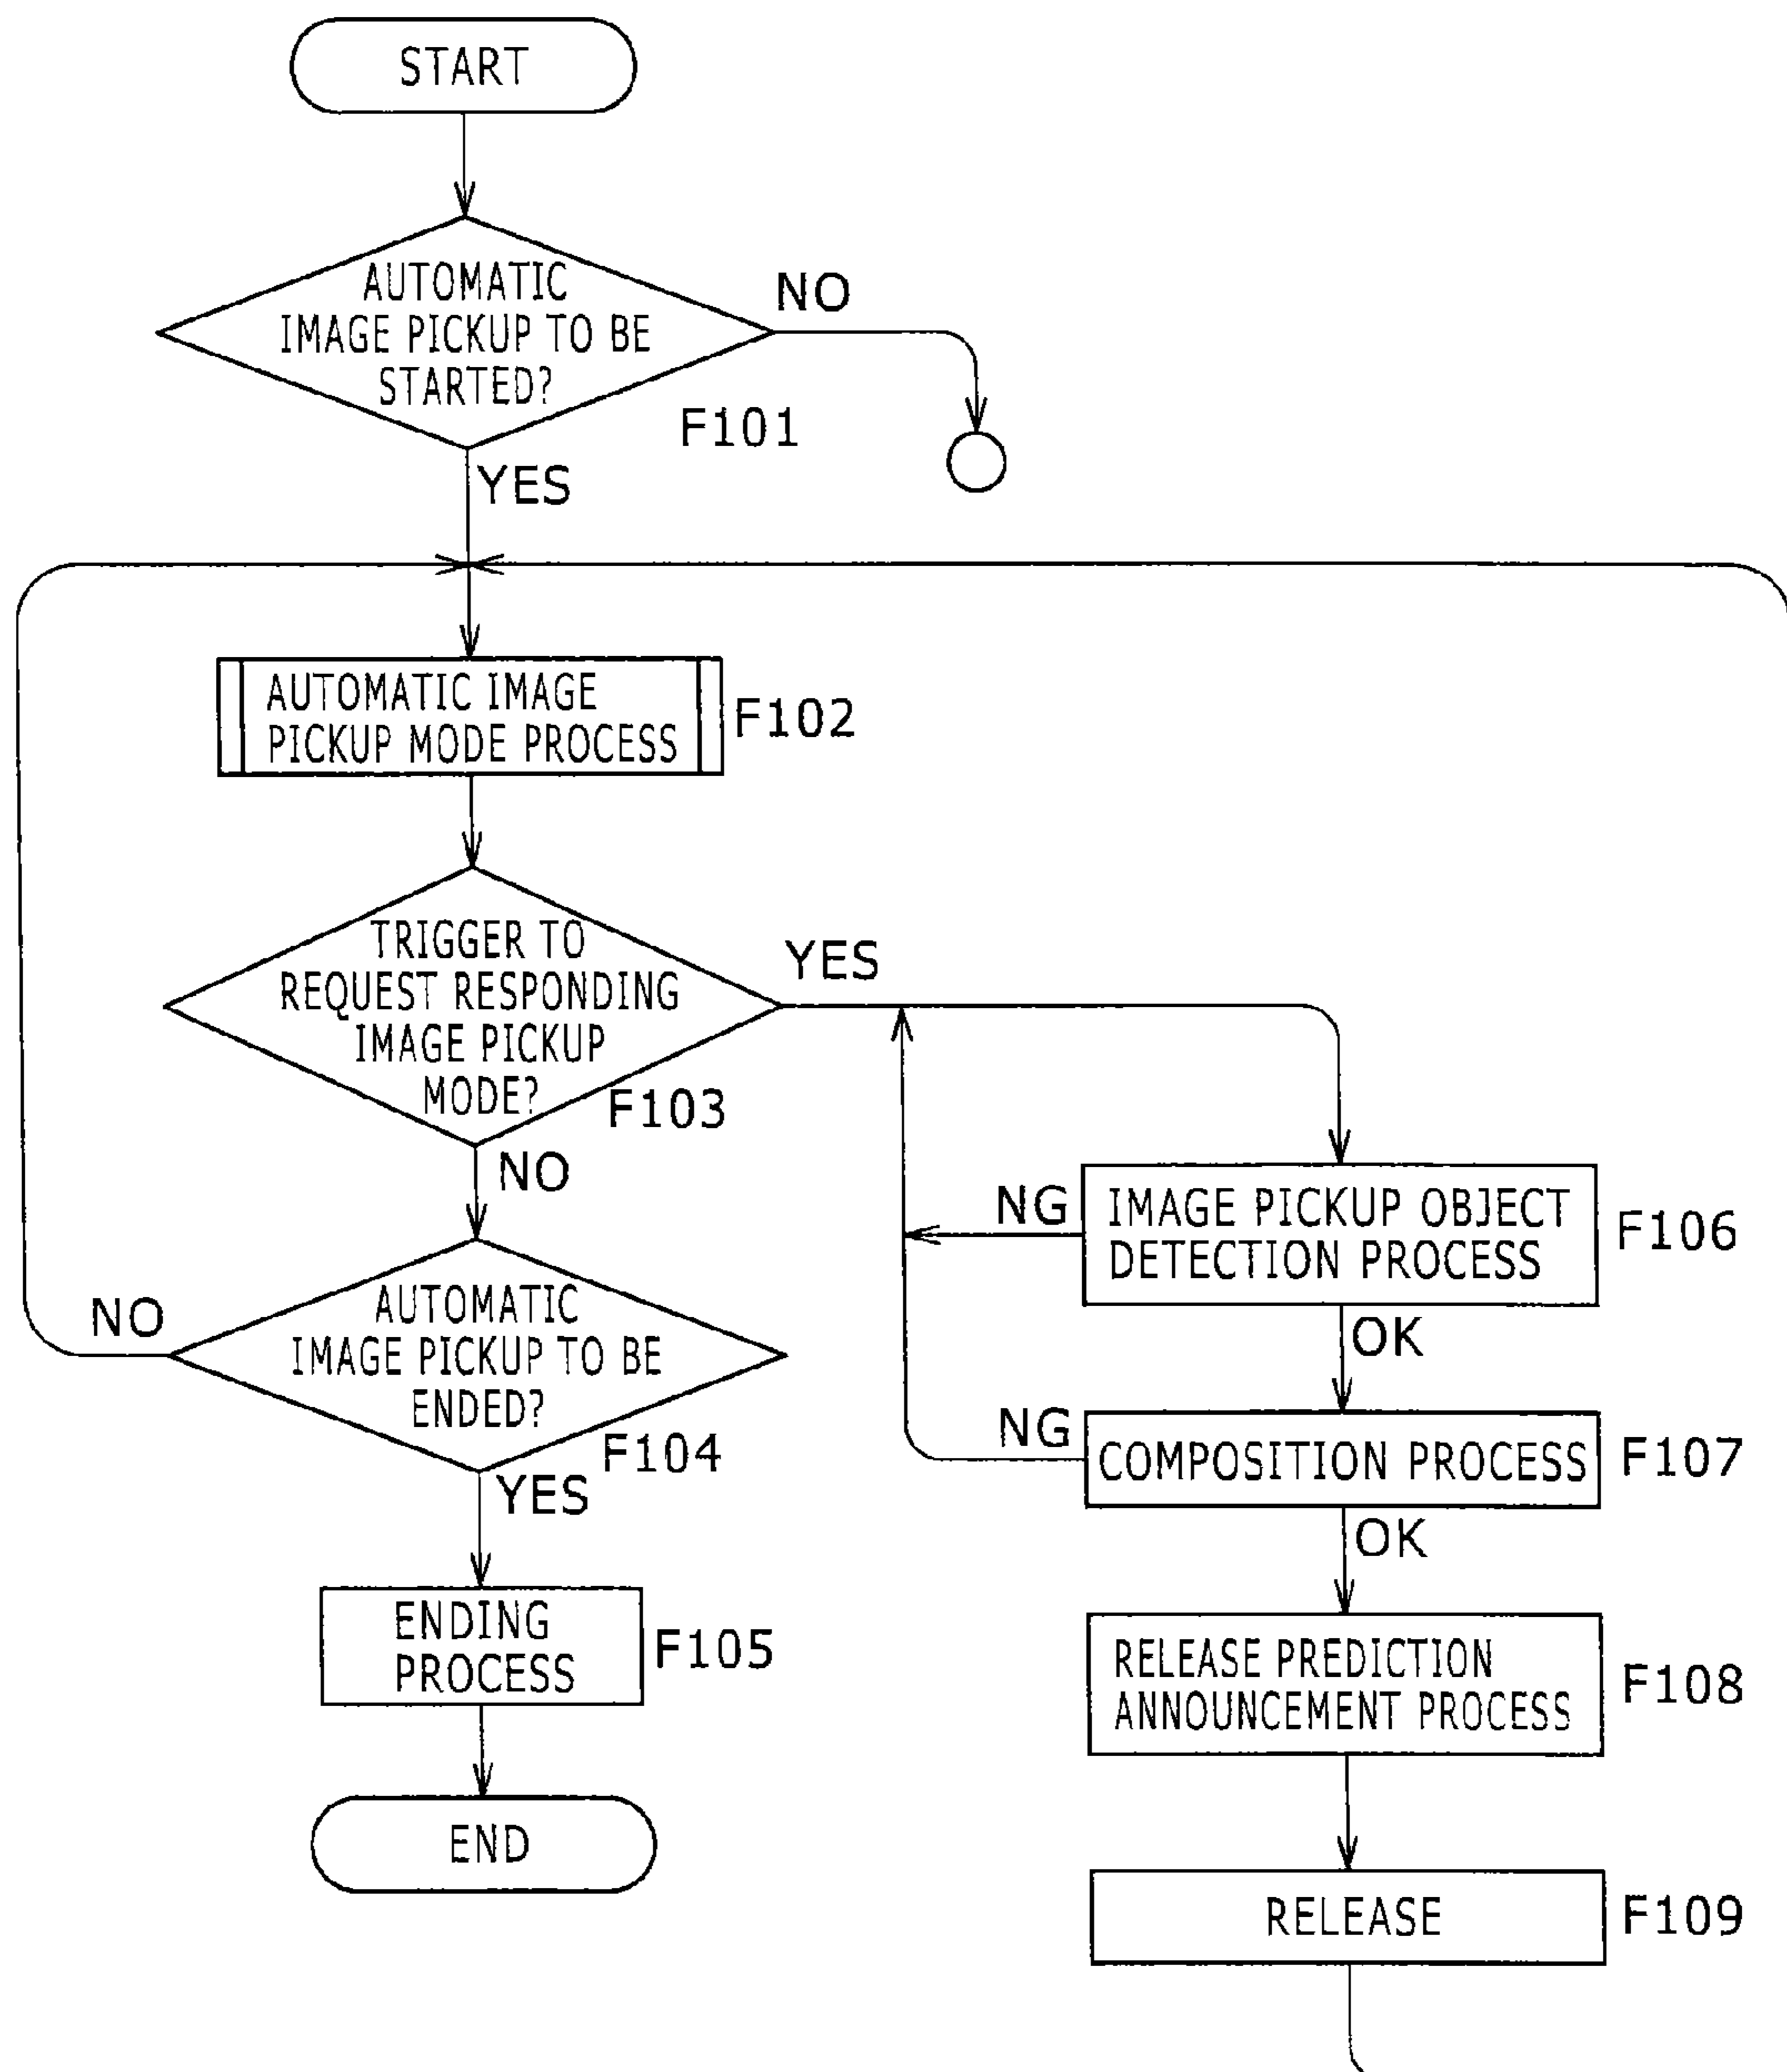 START
AUTOMATIC
IMAGE PICKUP TO BE
STARTED?
NO
F101
YES
AUTOMATIC IMAGE
PICKUP MODE PROCESS
F102
TRIGGER TO
REQUEST RESPONDING
IMAGE PICKUP
MODE?
YES
F103
NO
AUTOMATIC
IMAGE PICKUP TO BE
ENDED?
NO
F104
YES
ENDING
PROCESS
F105
END
IMAGE PICKUP OBJECT
DETECTION PROCESS
F106
NG
OK
COMPOSITION PROCESS
F107
NG
OK
RELEASE PREDICTION
ANNOUNCEMENT PROCESS
F108
RELEASE
F109